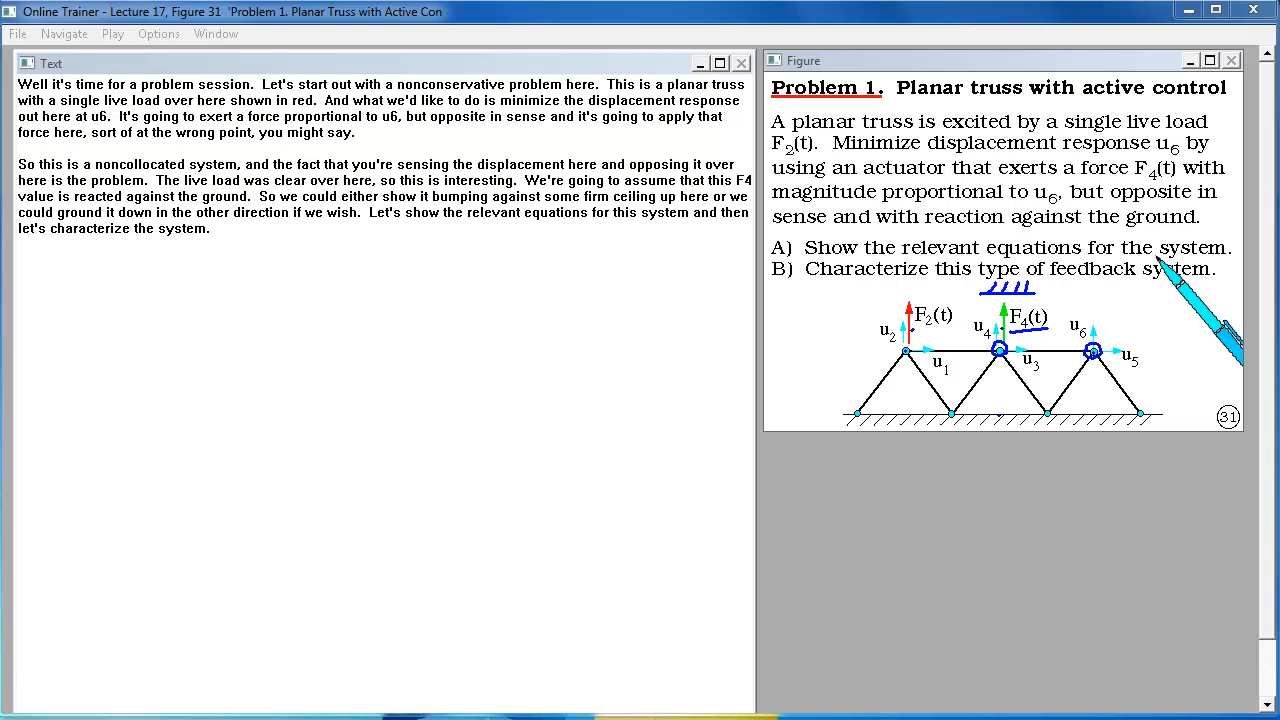 Online Trainer - Lecture 17, Figure 31 'Problem 1. Planar Truss with Active Con
File Navigate Play Options Window
Text
Well it's time for a problem session. Let's start out with a nonconservative problem here. This is a planar truss
with a single live load over here shown in red. And what we'd like to do is minimize the displacement response
out here at u6. It's going to exert a force proportional to u6, but opposite in sense and it's going to apply that
force here, sort of at the wrong point, you might say.
So this is a noncollocated system, and the fact that you're sensing the displacement here and opposing it over
here is the problem. The live load was clear over here, so this is interesting. We're going to assume that this F4
value is reacted against the ground. So we could either show it bumping against some firm ceiling up here or we
could ground it down in the other direction if we wish. Let's show the relevant equations for this system and then
let's characterize the system.
Figure
Problem 1. Planar truss with active control
A planar truss is excited by a single live load
F2(t). Minimize displacement response u6 by
using an actuator that exerts a force F4(t) with
magnitude proportional to u6, but opposite in
sense and with reaction against the ground.
A) Show the relevant equations for the system.
B) Characterize this type of feedback system.
u2 F2(t) u4 F4(t) u6
u1 u3 u5
31